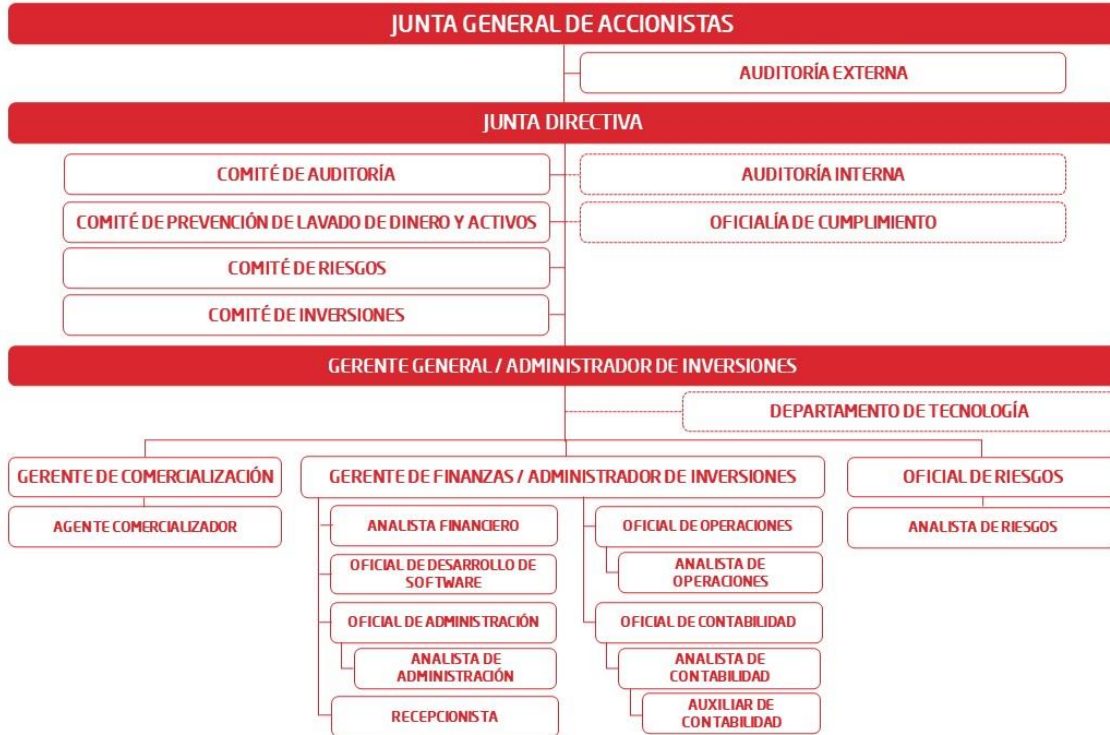 JUNTA GENERAL DE ACCIONISTAS
AUDITORÍA EXTERNA
JUNTA DIRECTIVA
COMITÉ DE AUDITORÍA
AUDITORÍA INTERNA
COMITÉ DE PREVENCIÓN DE LAVADO DE DINERO Y ACTIVOS
OFICIALÍA DE CUMPLIMIENTO
COMITÉ DE RIESGOS
COMITÉ DE INVERSIONES
GERENTE GENERAL / ADMINISTRADOR DE INVERSIONES
DEPARTAMENTO DE TECNOLOGÍA
GERENTE DE COMERCIALIZACIÓN
AGENTE COMERCIALIZADOR
GERENTE DE FINANZAS / ADMINISTRADOR DE INVERSIONES
ANALISTA FINANCIERO
OFICIAL DE DESARROLLO DE
SOFTWARE
OFICIAL DE ADMINISTRACIÓN
ANALISTA DE
ADMINISTRACIÓN
RECEPCIONISTA
OFICIAL DE OPERACIONES
ANALISTA DE
OPERACIONES
OFICIAL DE CONTABILIDAD
ANALISTA DE
CONTABILIDAD
AUXILIAR DE
CONTABILIDAD
OFICIAL DE RIESGOS
ANALISTA DE RIESGOS